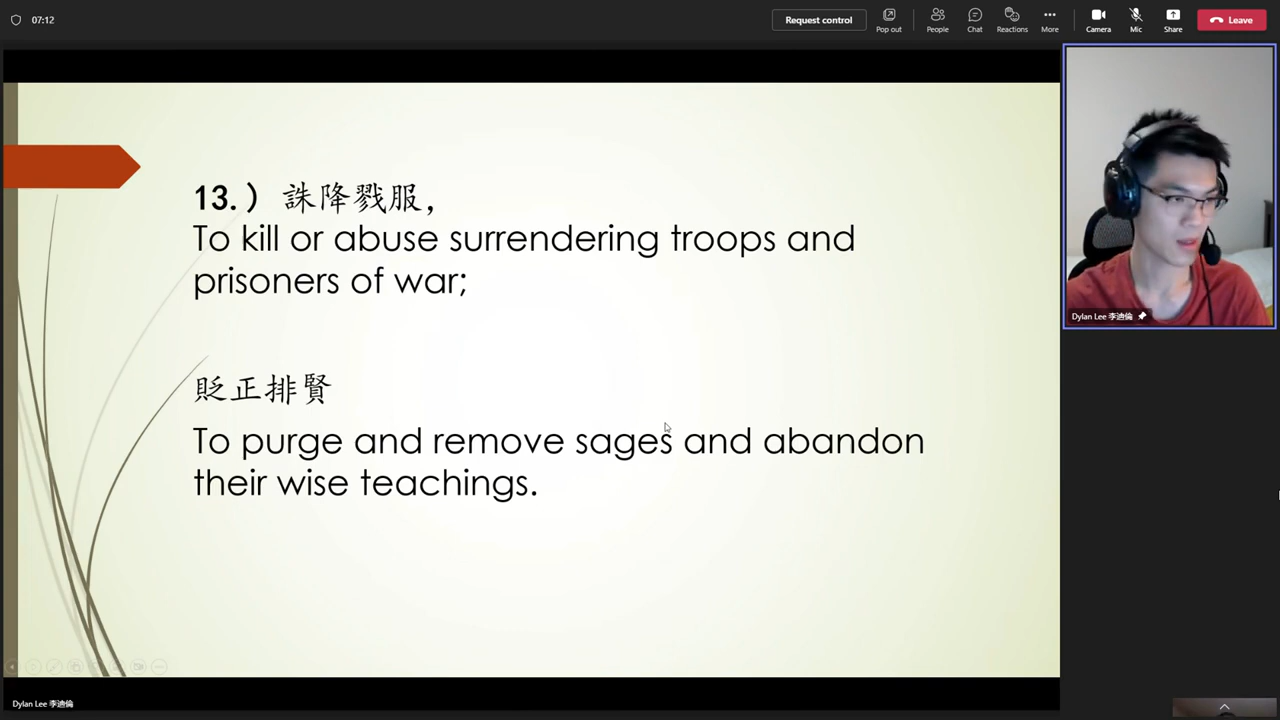 07:12
Request control
Pop out
People
Chat
Reactions
More
Camera
Mic
Share
Leave
13.）誅降戮服,
To kill or abuse surrendering troops and
prisoners of war;
貶正排賢
To purge and remove sages and abandon
their wise teachings.
Dylan Lee 李迪倫
Dylan Lee 李迪倫